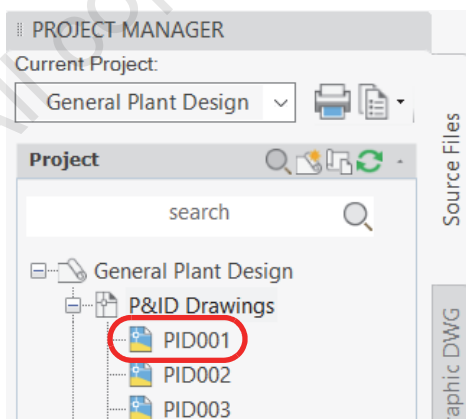 PROJECT MANAGER
Current Project:
General Plant Design
Project
search
General Plant Design
P&ID Drawings
PID001
PID002
PID003
Source Files
DWG